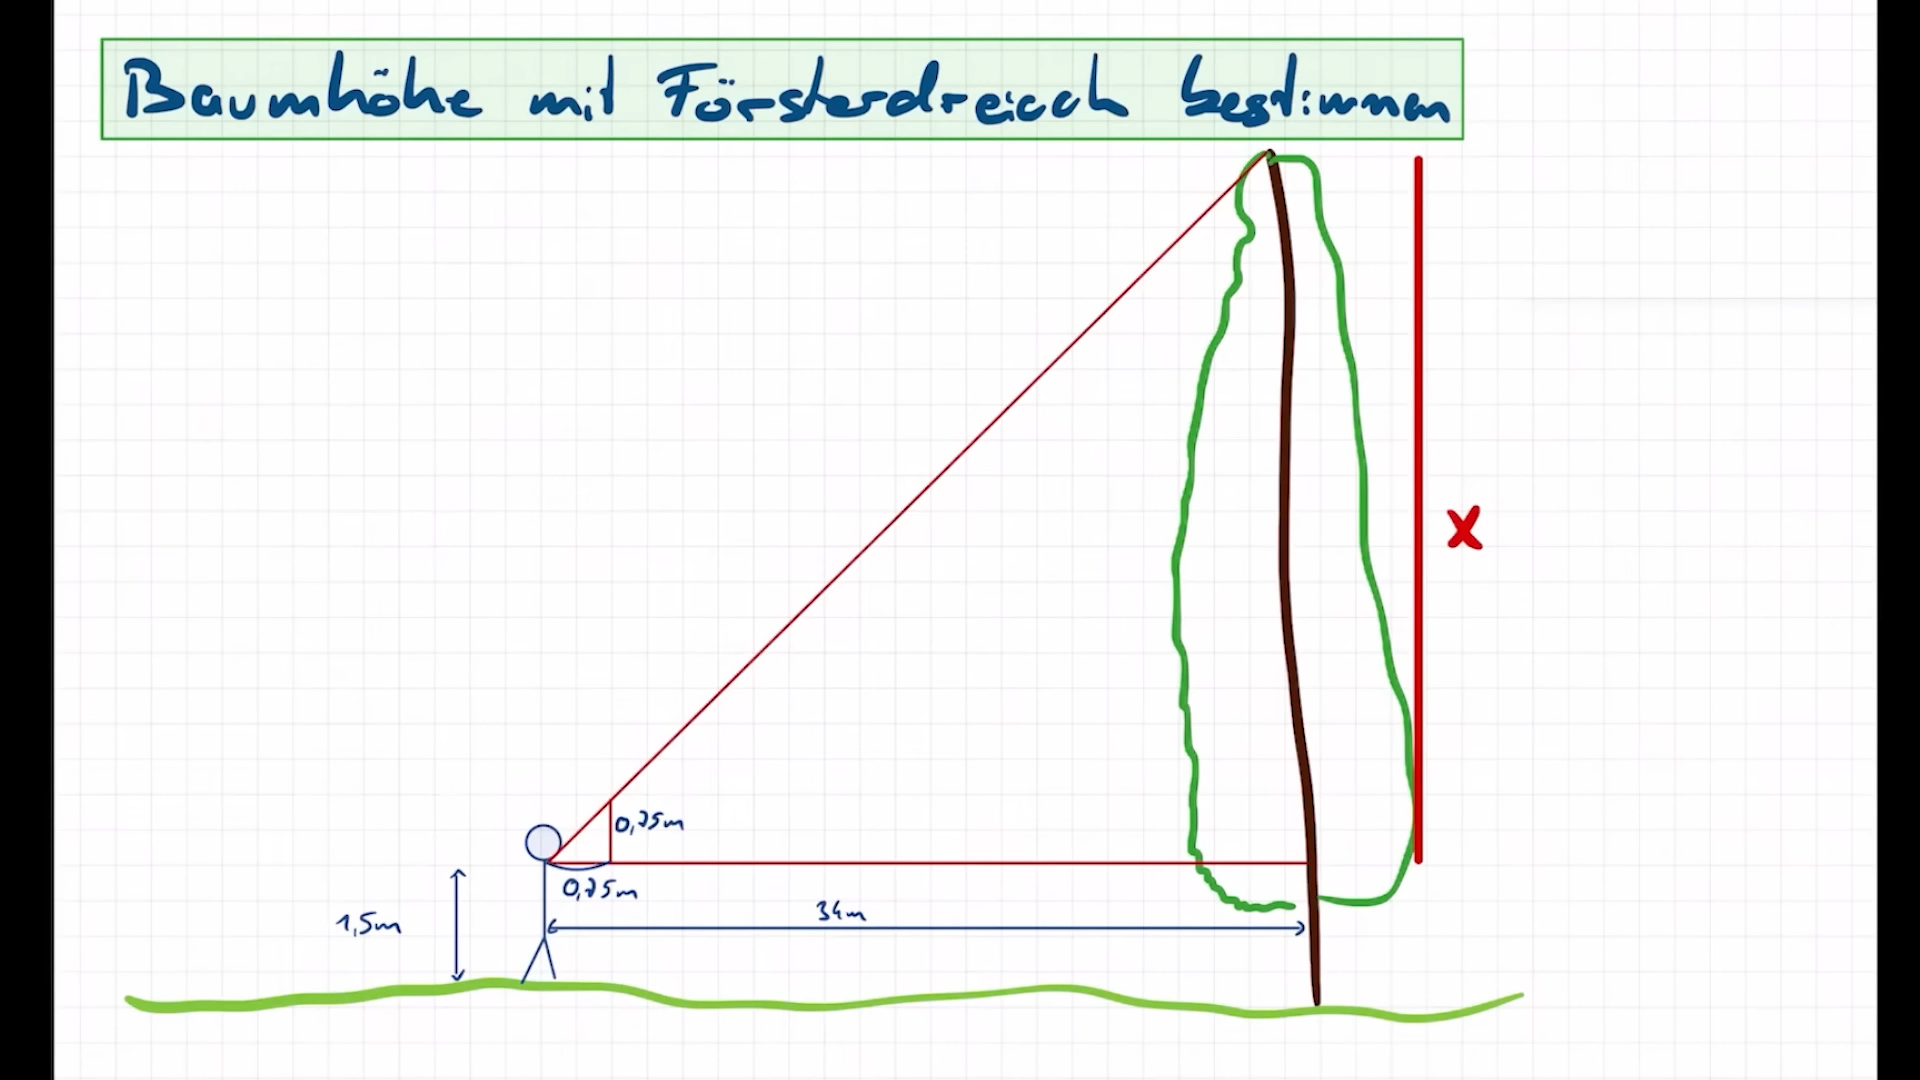 Baumhöhe mit Försterdreieck bestimmen
x
0,75m
0,75m
34m
1,5m